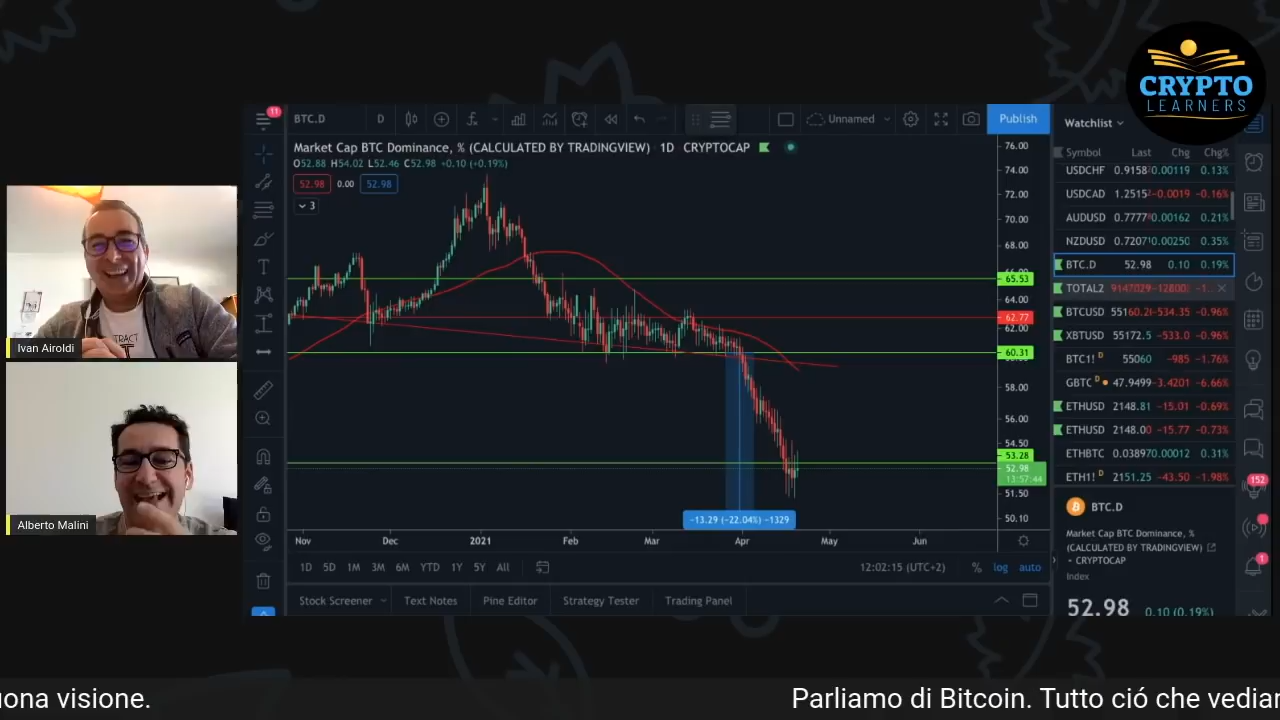 CRYPTO
LEARNERS
11
BTC.D
D
Unnamed
Publish
Watchlist
Market Cap BTC Dominance, % (CALCULATED BY TRADINGVIEW) 1D CRYPTOCAP
O52.88 H54.02 L52.46 C52.98 +0.10 (+0.19%)
52.98 0.00 52.98
3
76.00
74.00
72.00
70.00
68.00
65.53
64.00
62.77
62.00
60.31
58.00
56.00
54.50
53.28
52.98
13:57:44
51.50
50.10
-13.29 (-22.04%) -1329
Nov Dec 2021 Feb Mar Apr May Jun
1D 5D 1M 3M 6M YTD 1Y 5Y All
12:02:15 (UTC+2) % log auto
Stock Screener Text Notes Pine Editor Strategy Tester Trading Panel
Symbol Last Chg Chg%
USDCHF 0.9158 0.00119 0.13%
USDCAD 1.2515 -0.0019 -0.16%
AUDUSD 0.7777 0.00162 0.21%
NZDUSD 0.7207 0.00250 0.35%
BTC.D 52.98 0.10 0.19%
TOTAL2
BTCUSD -534.35 -0.96%
XBTUSD 55172.5 -533.0 -0.96%
BTC1! D 55060 -985 -1.76%
GBTC D 47.9499 -3.4201 -6.66%
ETHUSD 2148.81 -15.01 -0.69%
ETHUSD 2148.00 -15.77 -0.73%
ETHBTC 0.03897 0.00012 0.31%
ETH1! D 2151.25 -43.50 -1.98%
BTC.D
Market Cap BTC Dominance, %
(CALCULATED BY TRADINGVIEW)
CRYPTOCAP
Index
52.98 0.10 (0.19%)
152
1
Ivan Airoldi
Alberto Malini
visione.
Parliamo di Bitcoin. Tutto ció che